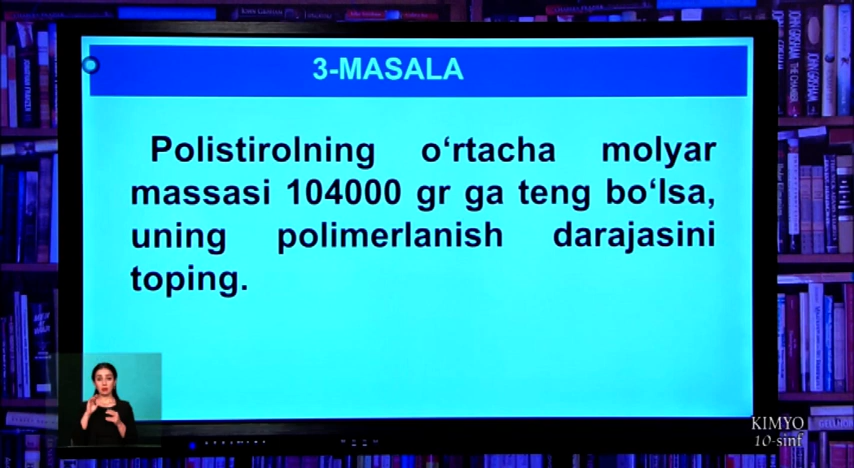 3-MASALA
Polistirolning o‘rtacha molyar
massasi 104000 gr ga teng bo‘lsa,
uning polimerlanish darajasini
toping.
KIMYO
10-sinf